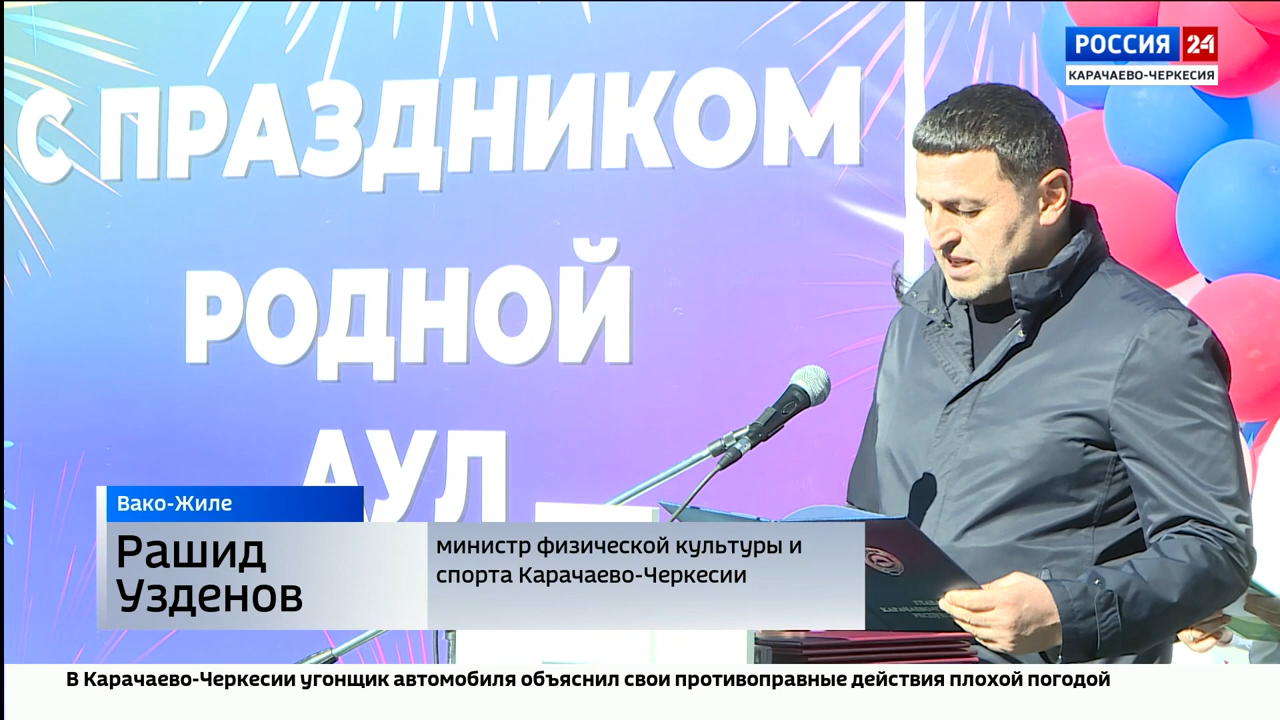 РОССИЯ 24
КАРАЧАЕВО-ЧЕРКЕСИЯ
С ПРАЗДНИКОМ
РОДНОЙ
АУЛ
Вако-Жиле
Рашид
Узденов
министр физической культуры и
спорта Карачаево-Черкесии
В Карачаево-Черкесии угонщик автомобиля объяснил свои противоправные действия плохой погодой